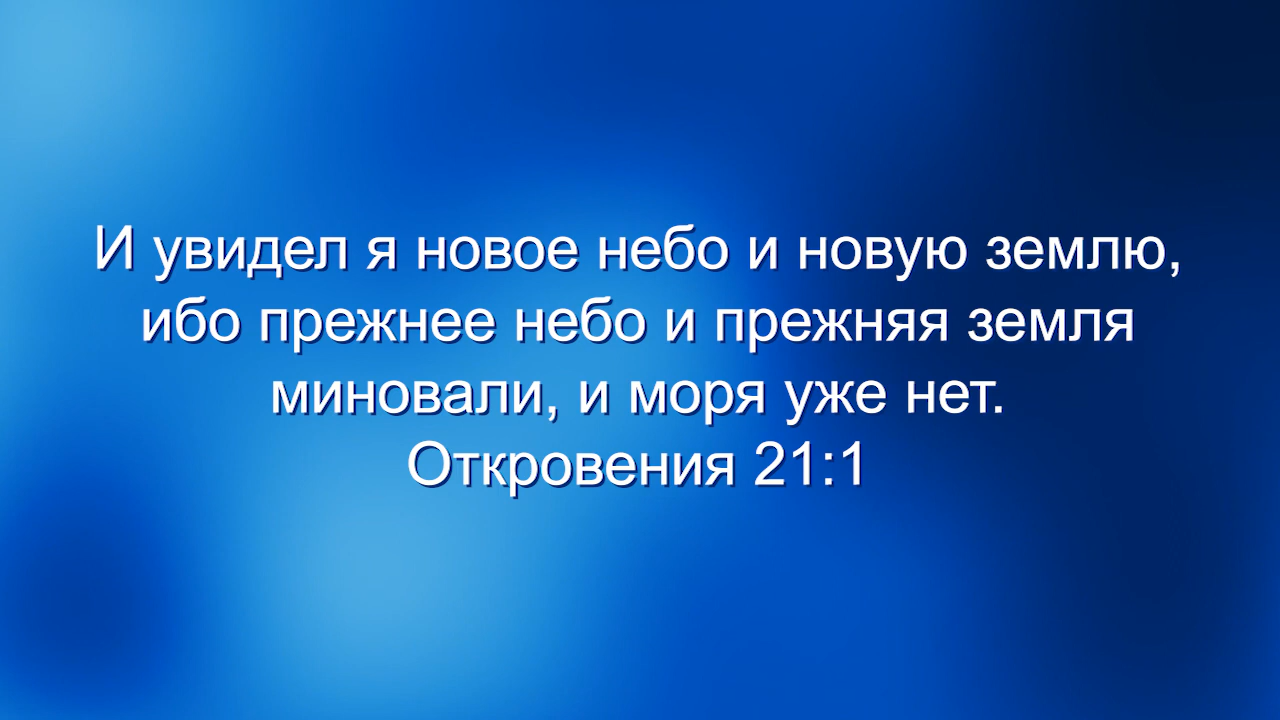 И увидел я новое небо и новую землю,
ибо прежнее небо и прежняя земля
миновали, и моря уже нет.
Откровения 21:1